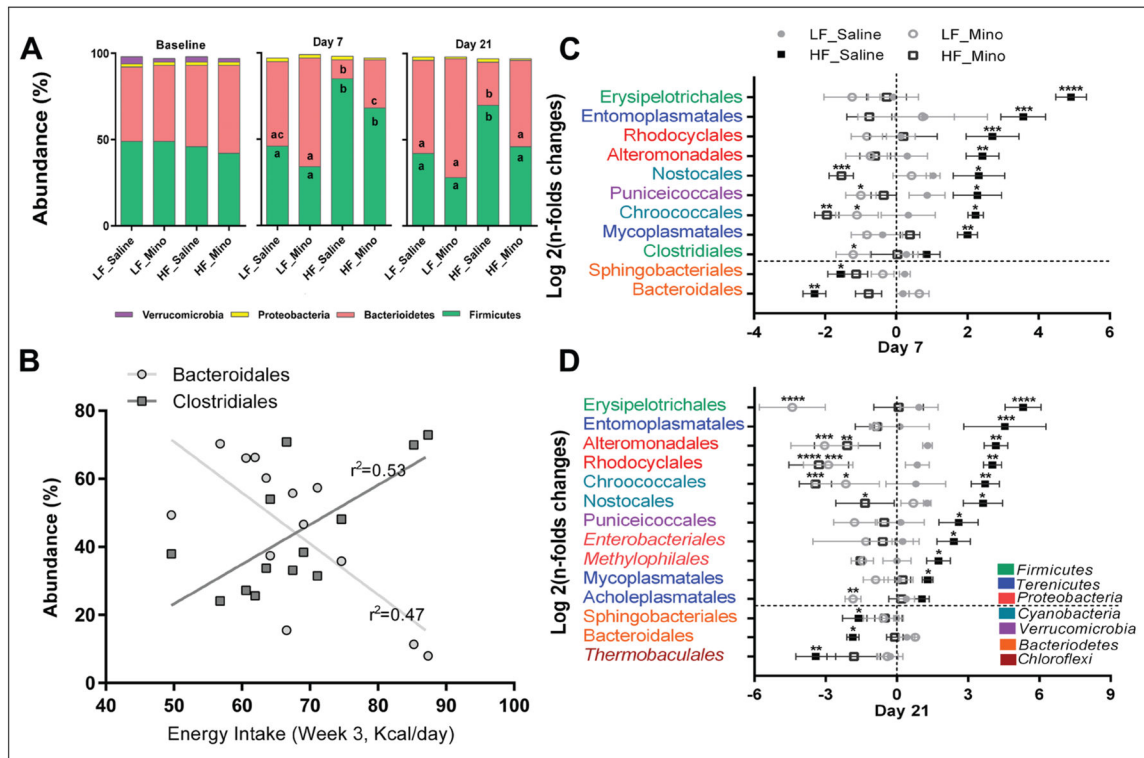 A
Abundance (%)
100
50
0
Baseline
Day 7
Day 21
ac
a
a
a
b
b
c
b
a
a
a
a
b
b
a
a
LF_Saline
LF_Mino
HF_Saline
HF_Mino
LF_Saline
LF_Mino
HF_Saline
HF_Mino
LF_Saline
LF_Mino
HF_Saline
HF_Mino
Verrucomicrobia
Proteobacteria
Bacterioidetes
Firmicutes
B
Bacteroidales
Clostridiales
Abundance (%)
80
60
40
20
0
r²=0.53
r²=0.47
40 50 60 70 80 90 100
Energy Intake (Week 3, Kcal/day)
C
LF_Saline
LF_Mino
HF_Saline
HF_Mino
Log 2(n-folds changes)
Erysipelotrichales ****
Entomoplasmatales ***
Rhodocyclales ***
Alteromonadales **
Nostocales *** *
Puniceicoccales * *
Chroococcales ** * *
Mycoplasmatales **
Clostridiales *
Sphingobacteriales *
Bacteroidales **
-4 -2 0 2 4 6
Day 7
D
Log 2(n-folds changes)
Erysipelotrichales **** ****
Entomoplasmatales ***
Alteromonadales *** ** **
Rhodocyclales **** *** **
Chroococcales *** * **
Nostocales * *
Puniceicoccales *
Enterobacteriales *
Methylophilales *
Mycoplasmatales *
Acholeplasmatales **
Sphingobacteriales *
Bacteroidales *
Thermobaculales **
Firmicutes
Terenicutes
Proteobacteria
Cyanobacteria
Verrucomicrobia
Bacteriodetes
Chloroflexi
-6 -3 0 3 6 9
Day 21